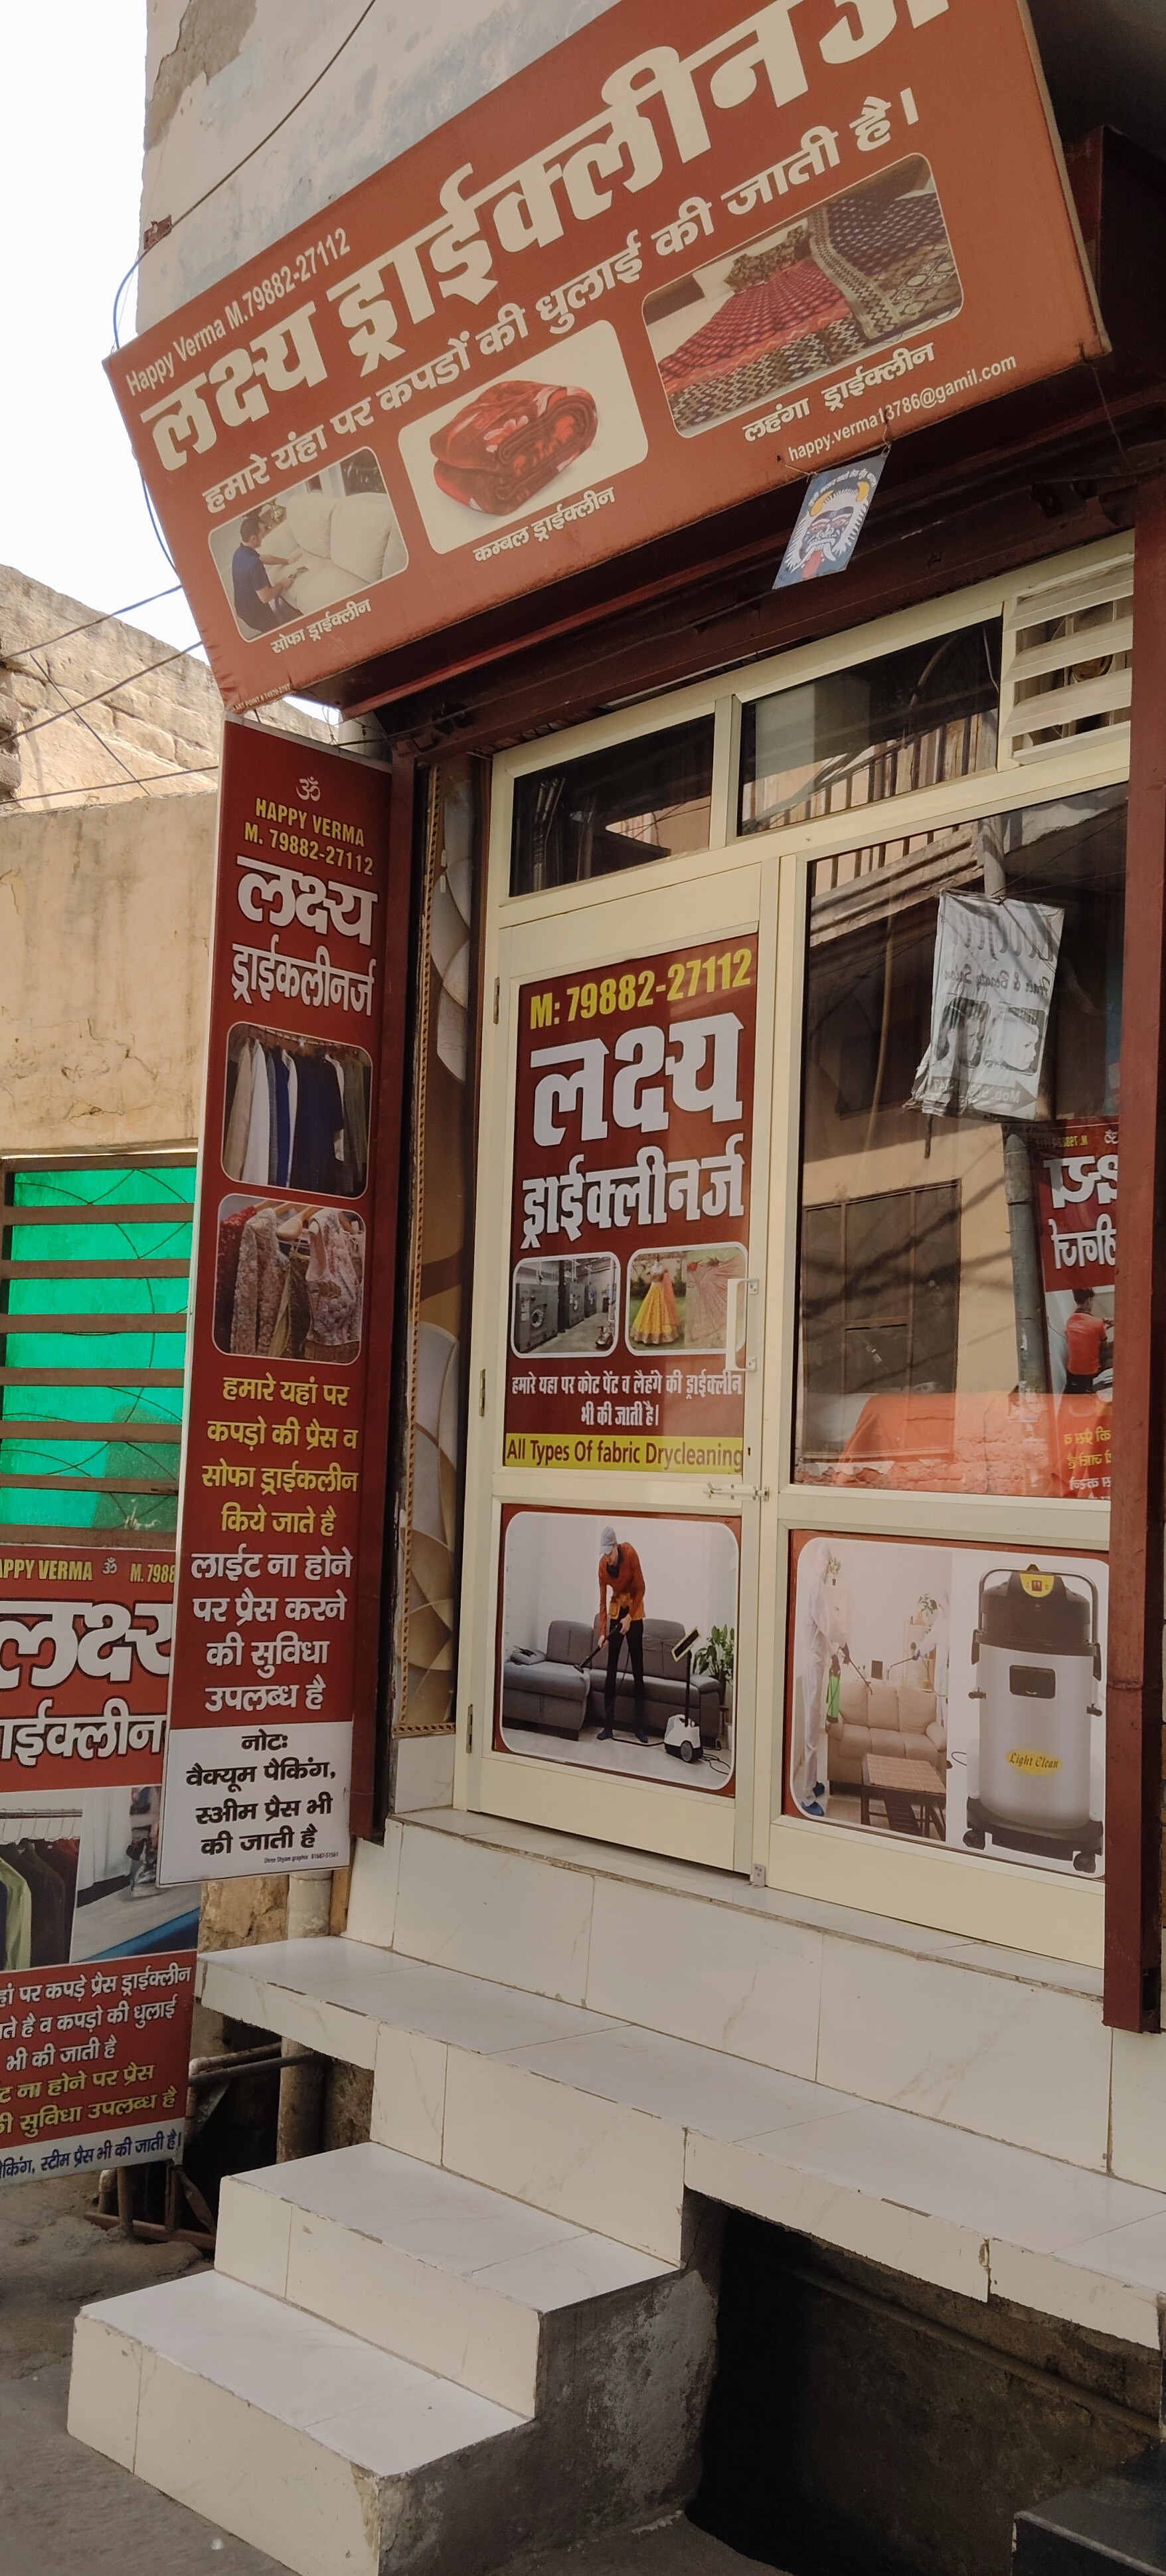 Happy Verma M.79882-27112
लक्ष्य ड्राईक्लीनर्ज
हमारे यंहा पर कपडों की धुलाई की जाती है।
सोफा ड्राईक्लीन
कम्बल ड्राईक्लीन
लहंगा ड्राईक्लीन
happy.verma13786@gamil.com
ॐ
HAPPY VERMA
M. 79882-27112
लक्ष्य
ड्राईकलीनर्ज
हमारे यहां पर
कपड़ो की प्रैस व
सोफा ड्राईकलीन
किये जाते है
लाईट ना होने
पर प्रैस करने
की सुविधा
उपलब्ध है
नोटः
वैक्यूम पैकिंग,
स्अीम प्रैस भी
की जाती है
M: 79882-27112
लक्ष्य
ड्राईक्लीनर्ज
हमारे यहा पर कोट पेंट व लैहंगे की ड्राईक्लीन
भी की जाती है।
All Types Of fabric Drycleaning
Light Clean
APPY VERMA ॐ M. 7988
लक्ष्य
ाईक्लीन
हां पर कपड़े प्रैस ड्राईक्लीन
ते है व कपड़ो की धुलाई
भी की जाती है
ट ना होने पर प्रैस
की सुविधा उपलब्ध है
किंग, स्टीम प्रैस भी की जाती है।